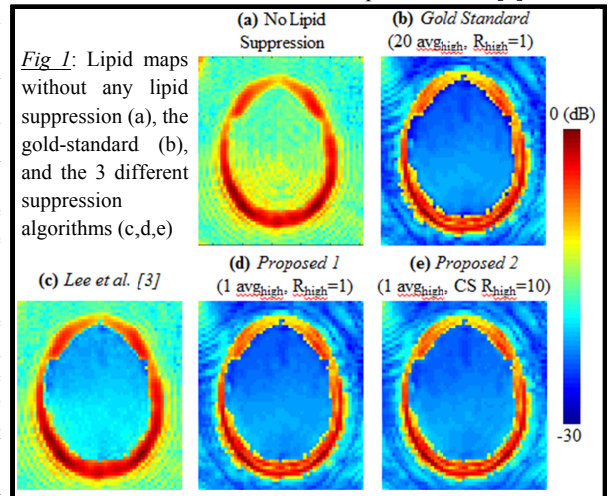 (a) No Lipid
Suppression
(b) Gold Standard
(20 avghigh, Rhigh=1)
Fig 1: Lipid maps
without any lipid
suppression (a), the
gold-standard (b),
and the 3 different
suppression
algorithms (c,d,e)
0 (dB)
(c) Lee et al. [3]
(d) Proposed 1
(1 avghigh, Rhigh=1)
(e) Proposed 2
(1 avghigh, CS Rhigh=10)
-30